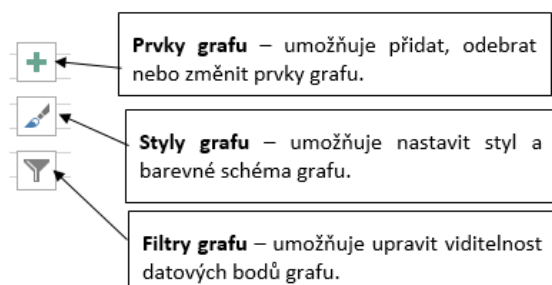 Prvky grafu – umožňuje přidat, odebrat
nebo změnit prvky grafu.
Styly grafu – umožňuje nastavit styl a
barevné schéma grafu.
Filtry grafu – umožňuje upravit viditelnost
datových bodů grafu.